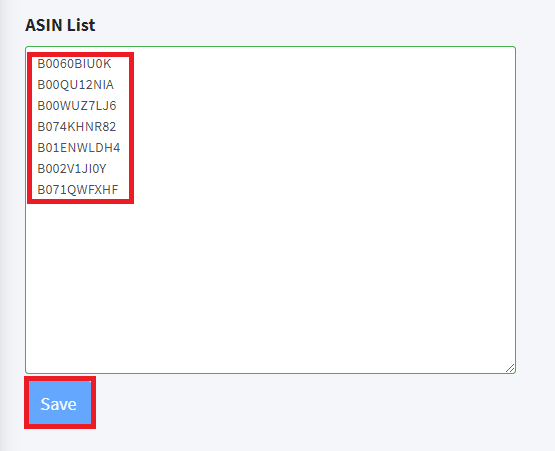 ASIN List
B0060BIU0K
B00QU12NIA
B00WUZ7LJ6
B074KHNR82
B01ENWLDH4
B002V1JI0Y
B071QWFXHF
Save